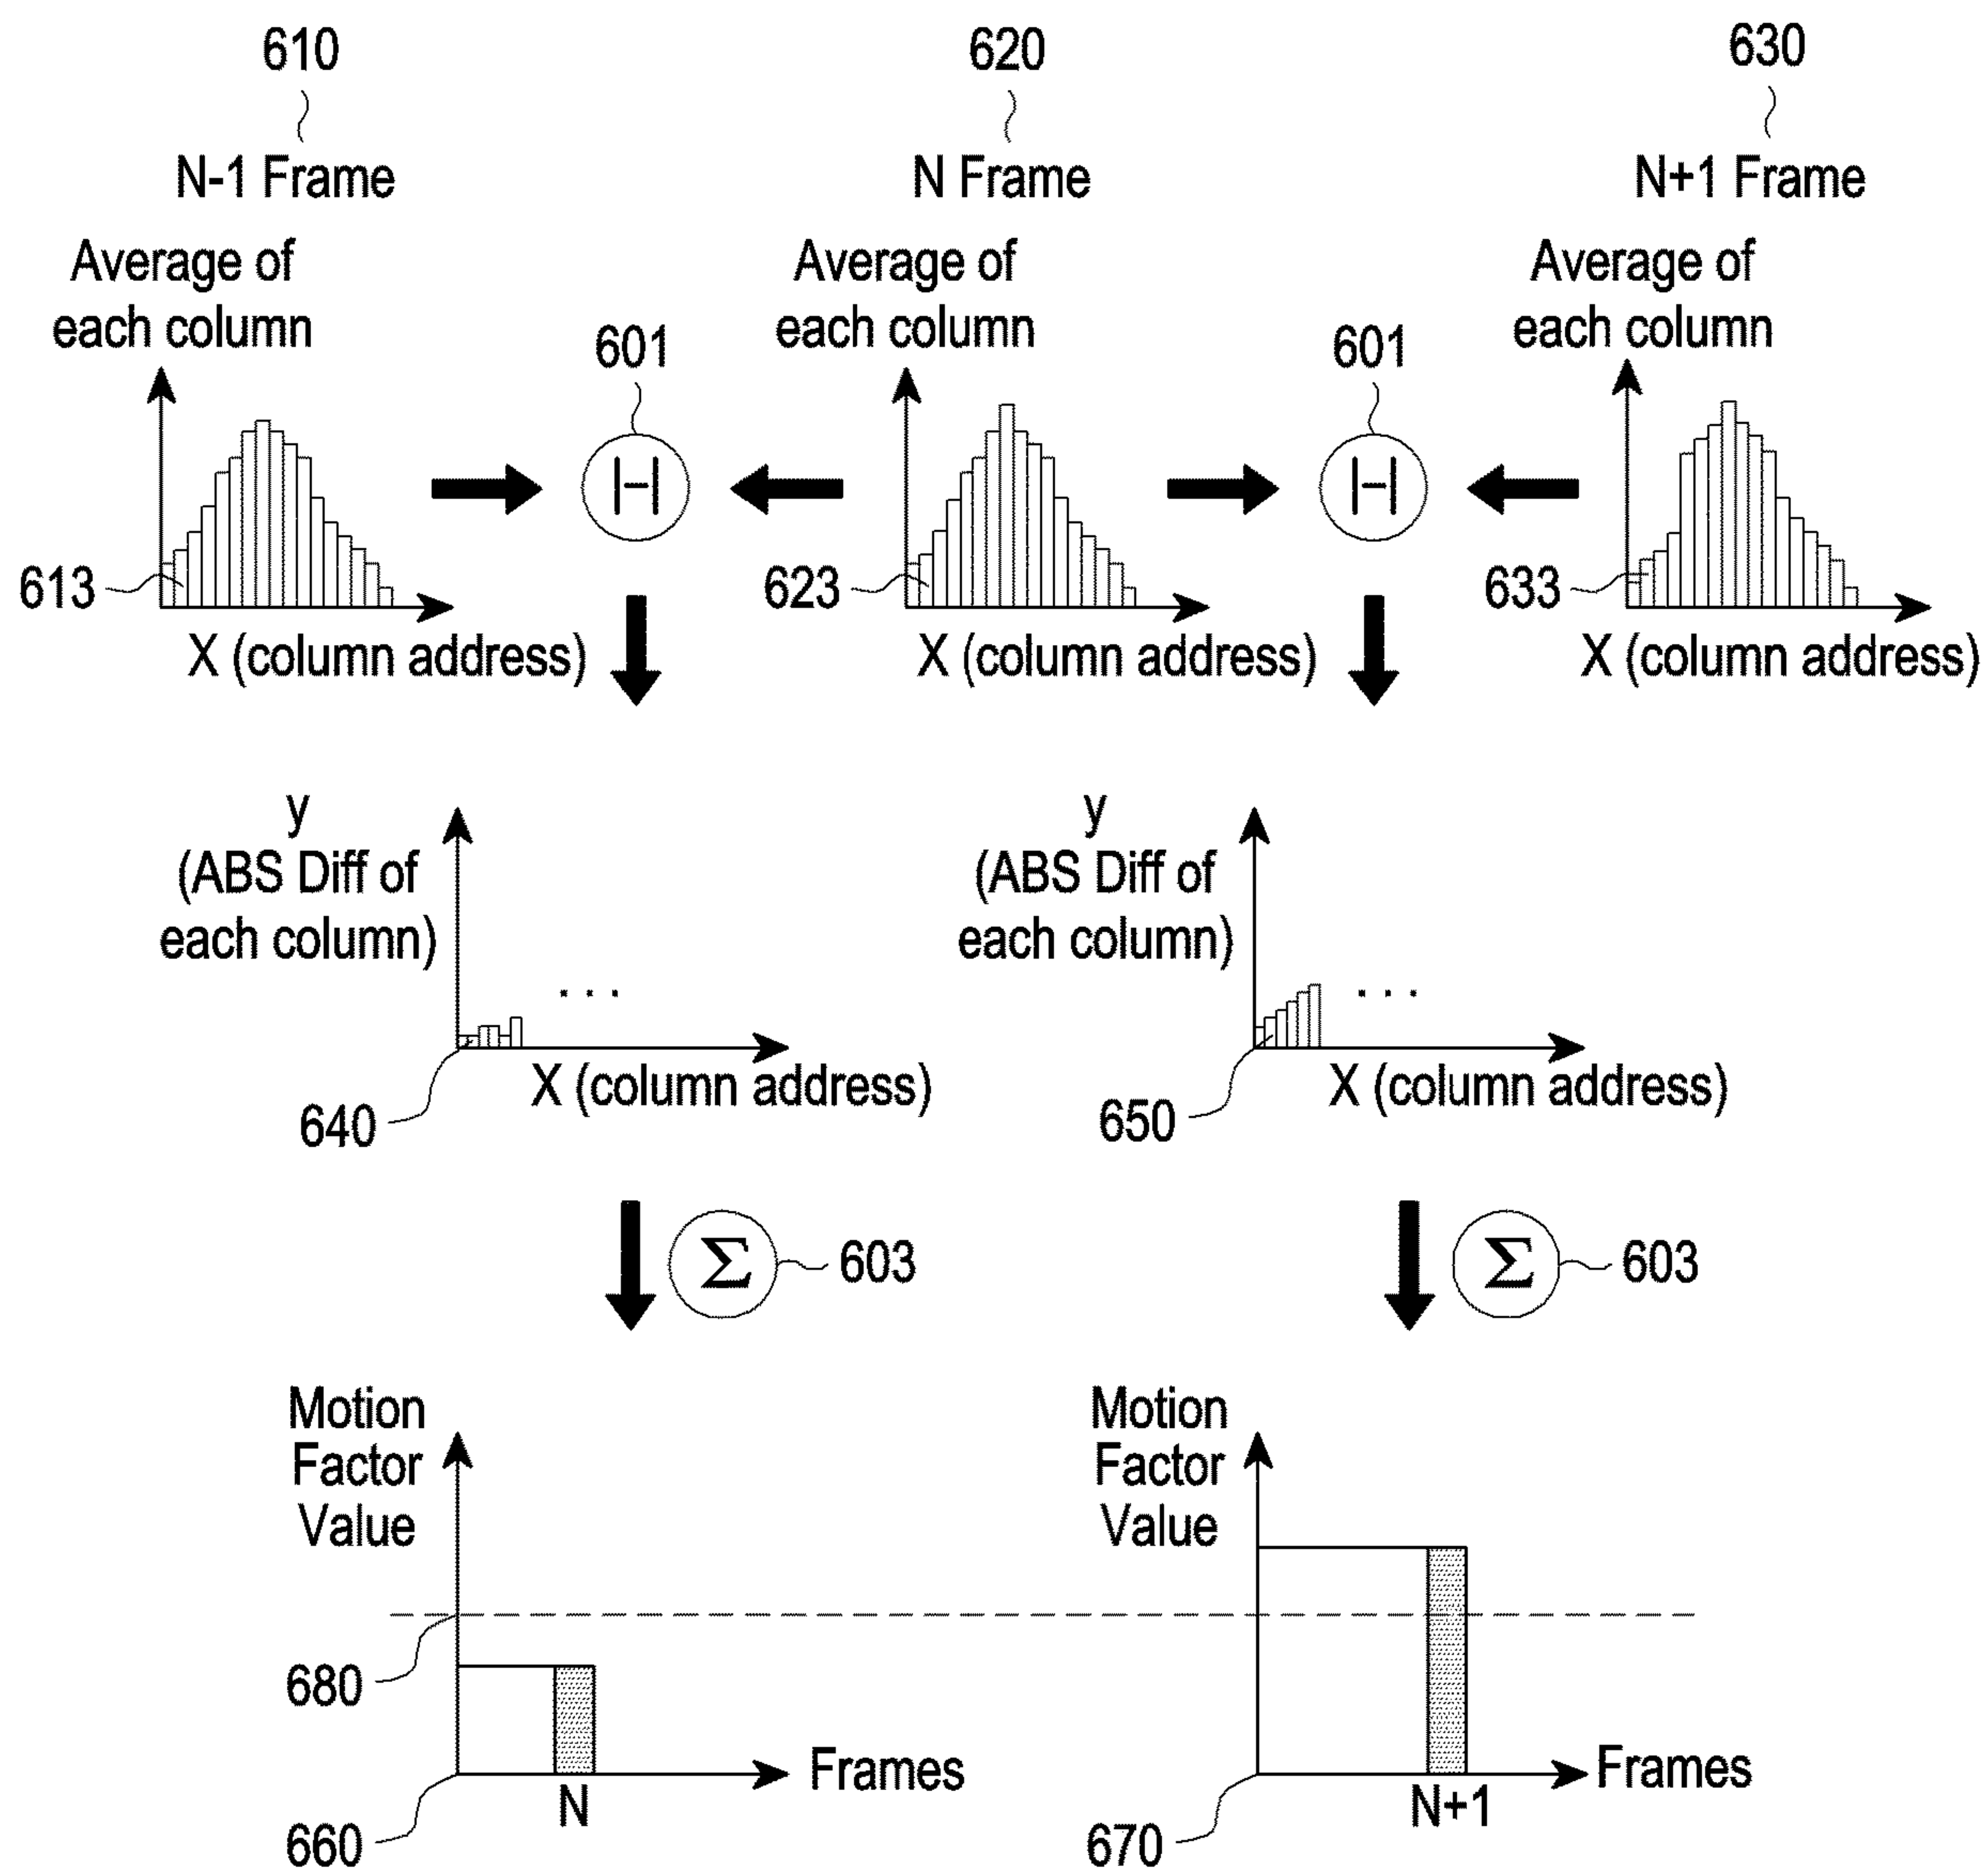 610
620
630
N-1 Frame
N Frame
N+1 Frame
Average of
each column
Average of
each column
Average of
each column
601
601
|-|
|-|
613
623
633
X (column address)
X (column address)
X (column address)
y
(ABS Diff of
each column)
y
(ABS Diff of
each column)
...
...
X (column address)
X (column address)
640
650
Σ
603
Σ
603
Motion
Factor
Value
Motion
Factor
Value
680
Frames
Frames
N
N+1
660
670